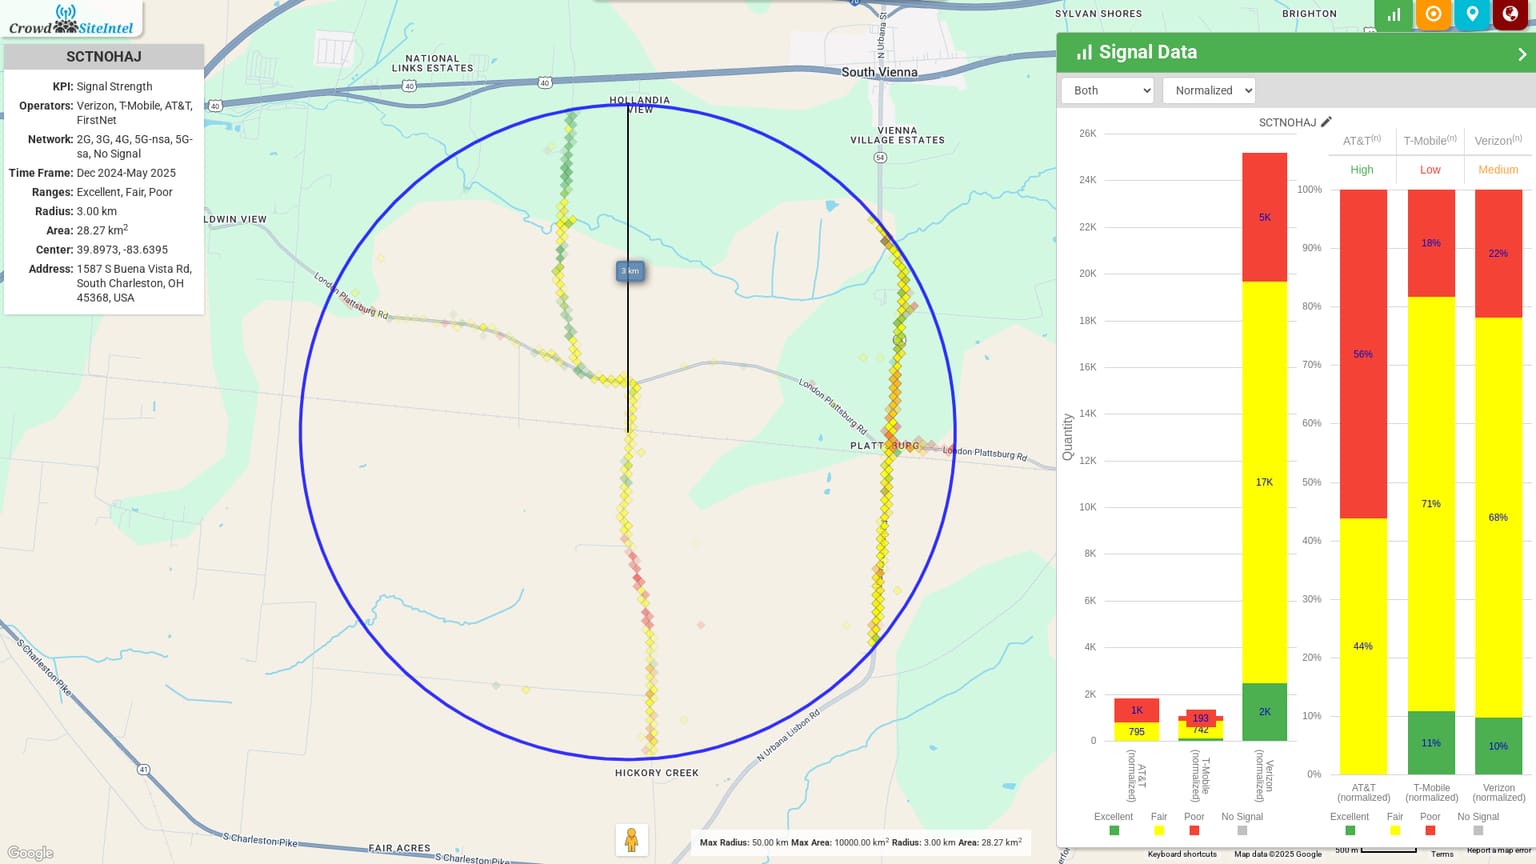 Crowd SiteIntel
SCTNOHAJ
KPI: Signal Strength
Operators: Verizon, T-Mobile, AT&T,
FirstNet
Network: 2G, 3G, 4G, 5G-nsa, 5G-
sa, No Signal
Time Frame: Dec 2024-May 2025
Ranges: Excellent, Fair, Poor
Radius: 3.00 km
Area: 28.27 km²
Center: 39.8973, -83.6395
Address: 1587 S Buena Vista Rd,
South Charleston, OH
45368, USA
NATIONAL
LINKS ESTATES
40
40
40
70
HOLLANDIA
VIEW
South Vienna
N Urbana St
SYLVAN SHORES
BRIGHTON
VIENNA
VILLAGE ESTATES
54
LDWIN VIEW
London Plattsburg Rd
3 km
London Plattsburg Rd
PLATTSBURG
London Plattsburg Rd
N Urbana Lisbon Rd
HICKORY CREEK
S Charleston Pike
41
S Charleston Pike
FAIR ACRES
S Charleston Pike
Google
Max Radius: 50.00 km Max Area: 10000.00 km² Radius: 3.00 km Area: 28.27 km²
Keyboard shortcuts
Map data ©2025 Google
500 m
Terms
Report a map error
Signal Data
Both
Normalized
SCTNOHAJ
Quantity
26K
24K
22K
20K
18K
16K
14K
12K
10K
8K
6K
4K
2K
0
1K
795
193
742
5K
17K
2K
AT&T
(normalized)
T-Mobile
(normalized)
Verizon
(normalized)
Excellent
Fair
Poor
No Signal
AT&T(n)
T-Mobile(n)
Verizon(n)
High
Low
Medium
100%
90%
80%
70%
60%
50%
40%
30%
20%
10%
0%
56%
44%
18%
71%
11%
22%
68%
10%
AT&T
(normalized)
T-Mobile
(normalized)
Verizon
(normalized)
Excellent
Fair
Poor
No Signal